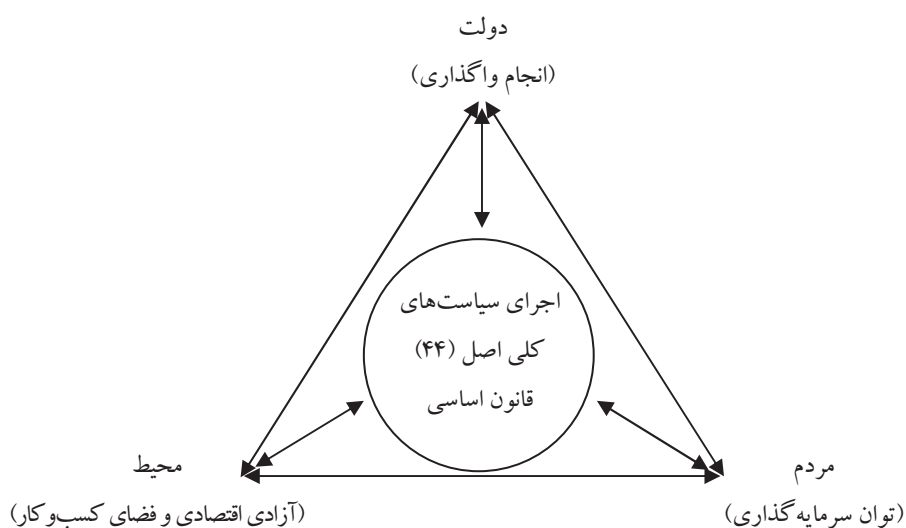 دولت
(انجام واگذاری)
اجرای سیاست‌های
کلی اصل (۴۴)
قانون اساسی
مردم
(توان سرمایه‌گذاری)
محیط
(آزادی اقتصادی و فضای کسب‌وکار)